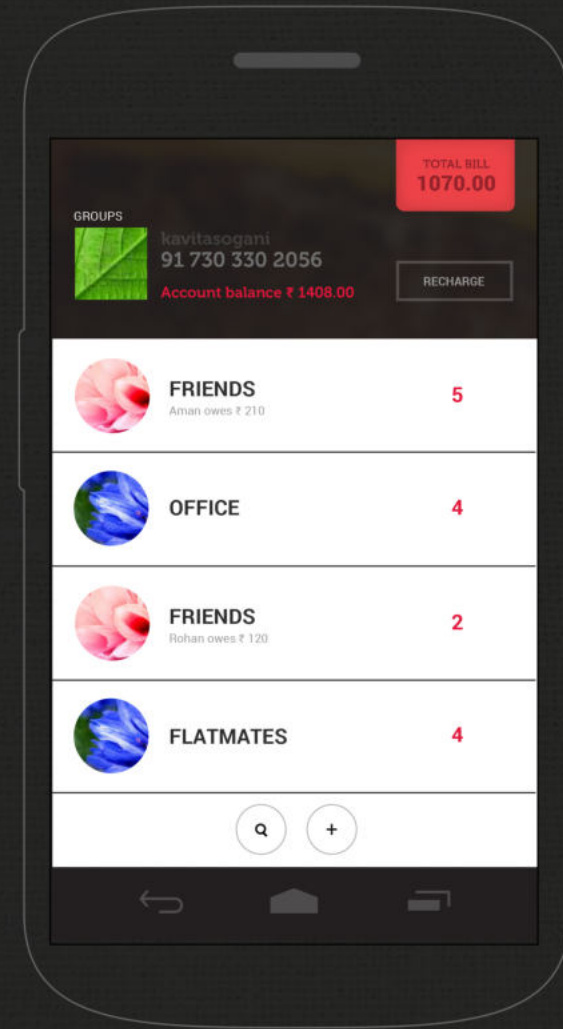 TOTAL BILL
1070.00
GROUPS
kavitasogani
91 730 330 2056
Account balance ₹ 1408.00
RECHARGE
FRIENDS
5
Aman owes ₹ 210
OFFICE
4
FRIENDS
2
Rohan owes ₹ 120
FLATMATES
4